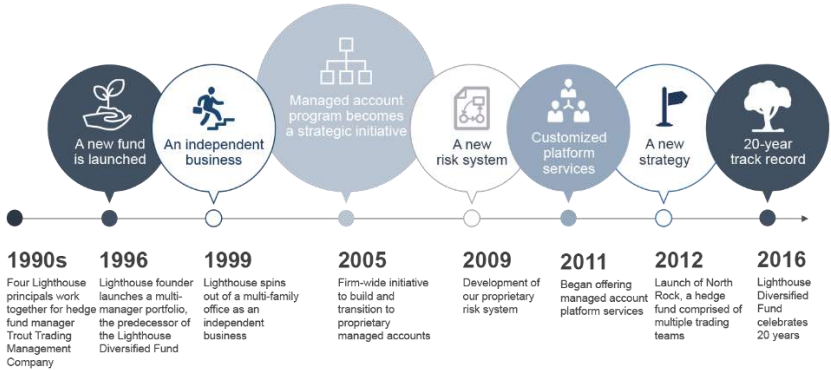 A new fund
is launched
An independent
business
Managed account
program becomes
a strategic initiative
A new
risk system
Customized
platform
services
A new
strategy
20-year
track record
1990s
Four Lighthouse
principals work
together for hedge
fund manager
Trout Trading
Management
Company
1996
Lighthouse founder
launches a multi-
manager portfolio,
the predecessor of
the Lighthouse
Diversified Fund
1999
Lighthouse spins
out of a multi-family
office as an
independent
business
2005
Firm-wide initiative
to build and
transition to
proprietary
managed accounts
2009
Development of
our proprietary
risk system
2011
Began offering
managed account
platform services
2012
Launch of North
Rock, a hedge
fund comprised of
multiple trading
teams
2016
Lighthouse
Diversified
Fund
celebrates
20 years